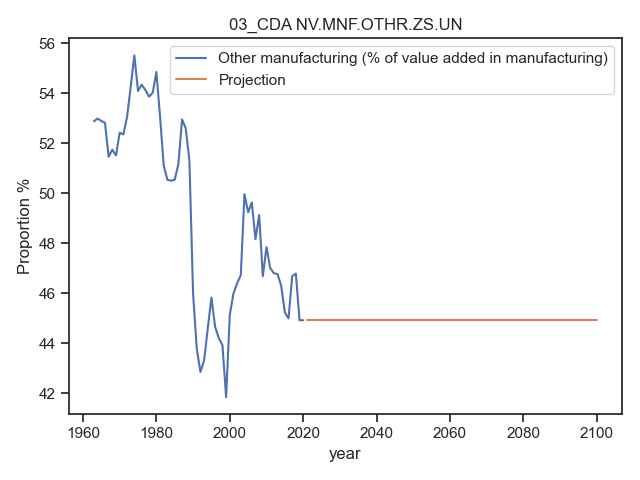 03_CDA NV.MNF.OTHR.ZS.UN
Other manufacturing (% of value added in manufacturing)
Projection
Proportion %
56
54
52
50
48
46
44
42
1960 1980 2000 2020 2040 2060 2080 2100
year